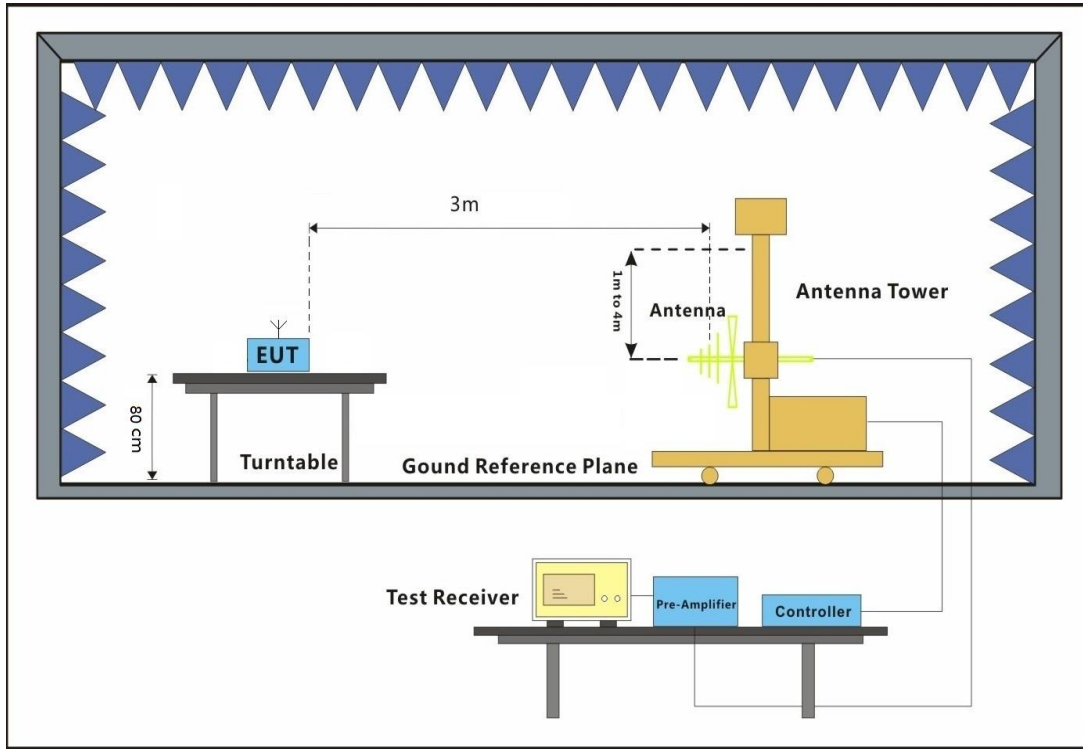 3m
1m to 4m
Antenna
Antenna Tower
EUT
80 cm
Turntable
Gound Reference Plane
Test Receiver
Pre-Amplifier
Controller